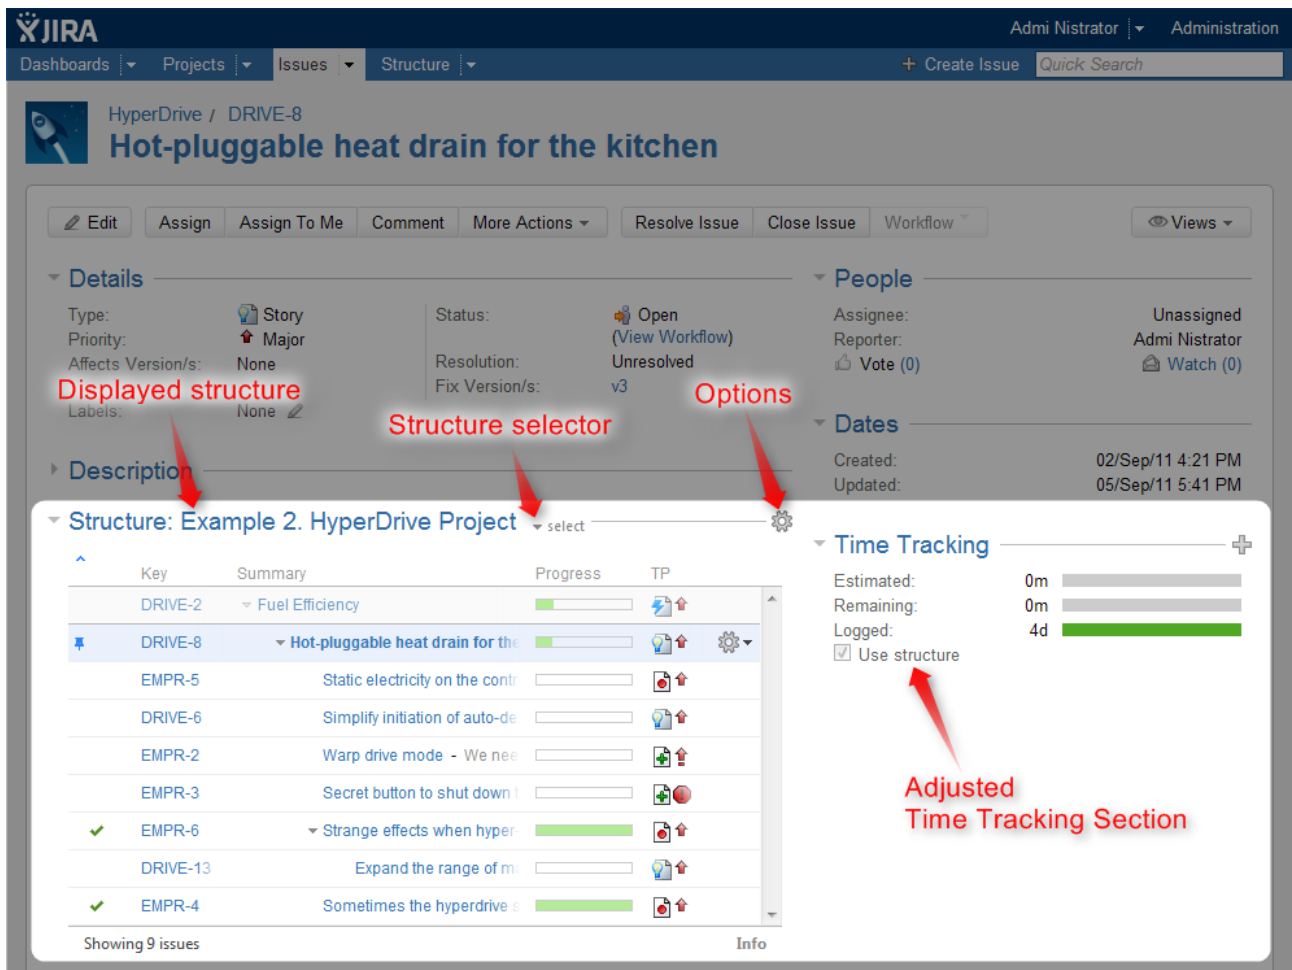 JIRA
Admi Nistrator Administration
Dashboards Projects Issues Structure + Create Issue Quick Search
HyperDrive / DRIVE-8
Hot-pluggable heat drain for the kitchen
Edit Assign Assign To Me Comment More Actions Resolve Issue Close Issue Workflow Views
Details
People
Type: Story Status: Open
Assignee: Unassigned
Priority: Major (View Workflow)
Reporter: Admi Nistrator
Affects Version/s: None Resolution: Unresolved
Vote (0) Watch (0)
Displayed structure
Fix Version/s: v3
Options
Labels: None
Structure selector
Dates
Created: 02/Sep/11 4:21 PM
Description
Updated: 05/Sep/11 5:41 PM
Structure: Example 2. HyperDrive Project select
Time Tracking
Key Summary Progress TP
Estimated: 0m
DRIVE-2 Fuel Efficiency
Remaining: 0m
Logged: 4d
DRIVE-8 Hot-pluggable heat drain for the
Use structure
EMPR-5 Static electricity on the contr
DRIVE-6 Simplify initiation of auto-de
EMPR-2 Warp drive mode - We nee
EMPR-3 Secret button to shut down
Adjusted
Time Tracking Section
EMPR-6 Strange effects when hyper-
DRIVE-13 Expand the range of m
EMPR-4 Sometimes the hyperdrive s
Showing 9 issues Info